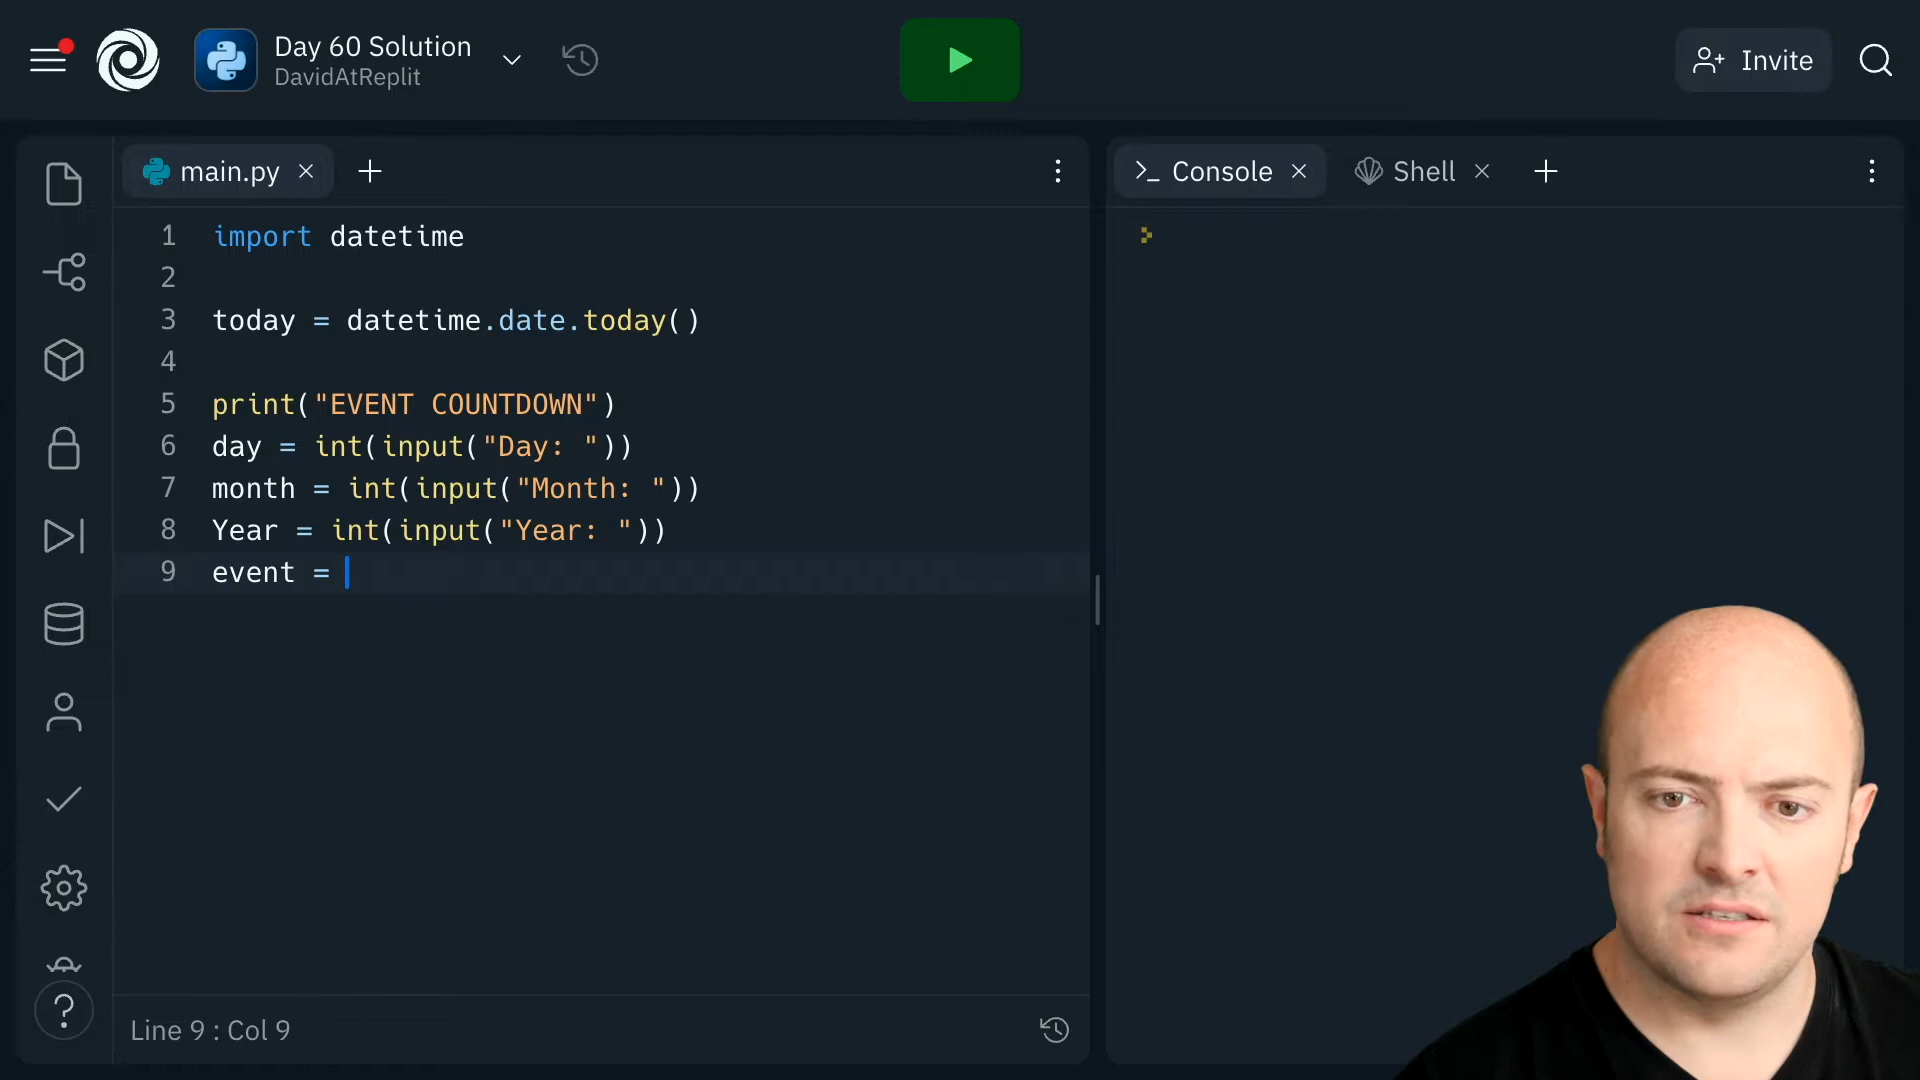 Day 60 Solution
DavidAtReplit
Invite
main.py
Console
Shell
1 import datetime
2
3 today = datetime.date.today()
4
5 print("EVENT COUNTDOWN")
6 day = int(input("Day: "))
7 month = int(input("Month: "))
8 Year = int(input("Year: "))
9 event =
Line 9 : Col 9